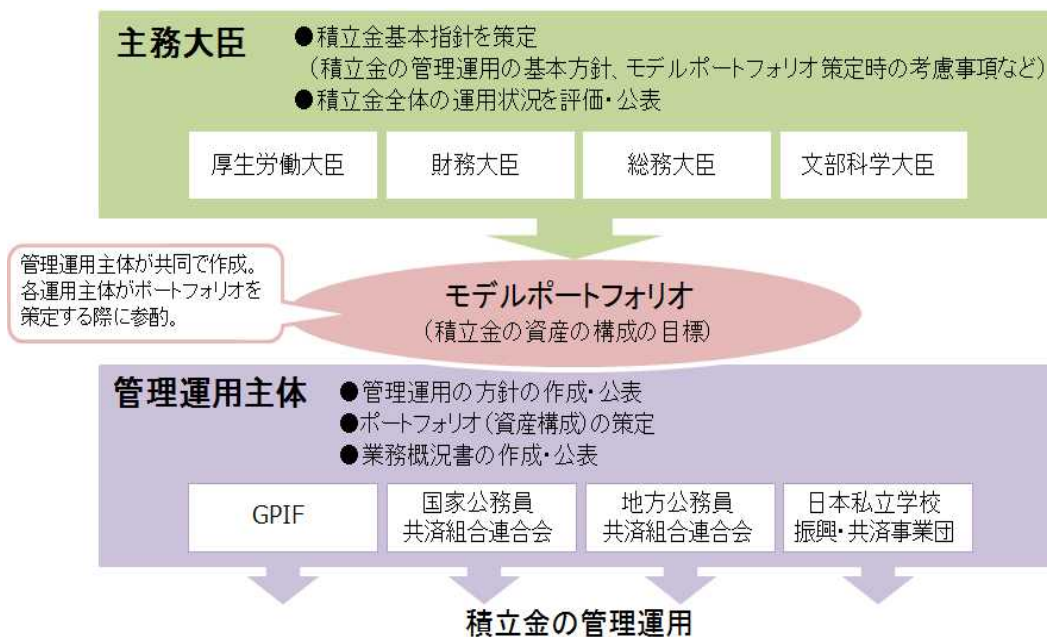 主務大臣
●積立金基本指針を策定
（積立金の管理運用の基本方針、モデルポートフォリオ策定時の考慮事項など）
●積立金全体の運用状況を評価・公表
厚生労働大臣
財務大臣
総務大臣
文部科学大臣
管理運用主体が共同で作成。
各運用主体がポートフォリオを
策定する際に参酌。
モデルポートフォリオ
（積立金の資産の構成の目標）
管理運用主体
●管理運用の方針の作成・公表
●ポートフォリオ（資産構成）の策定
●業務概況書の作成・公表
GPIF
国家公務員
共済組合連合会
地方公務員
共済組合連合会
日本私立学校
振興・共済事業団
積立金の管理運用